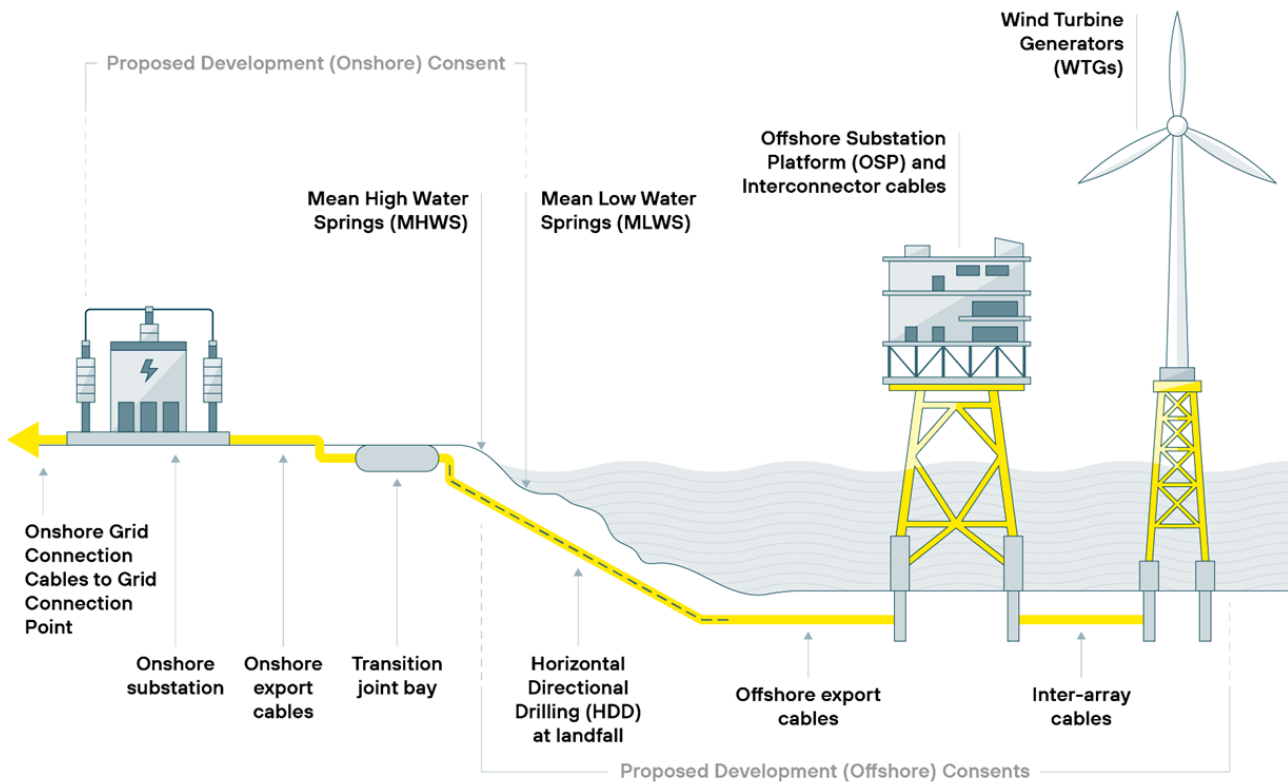 Wind Turbine
Generators
(WTGs)
Proposed Development (Onshore) Consent
Offshore Substation
Platform (OSP) and
Interconnector cables
Mean High Water
Springs (MHWS)
Mean Low Water
Springs (MLWS)
Onshore Grid
Connection
Cables to Grid
Connection
Point
Onshore
substation
Onshore
export
cables
Transition
joint bay
Horizontal
Directional
Drilling (HDD)
at landfall
Offshore export
cables
Inter-array
cables
Proposed Development (Offshore) Consents